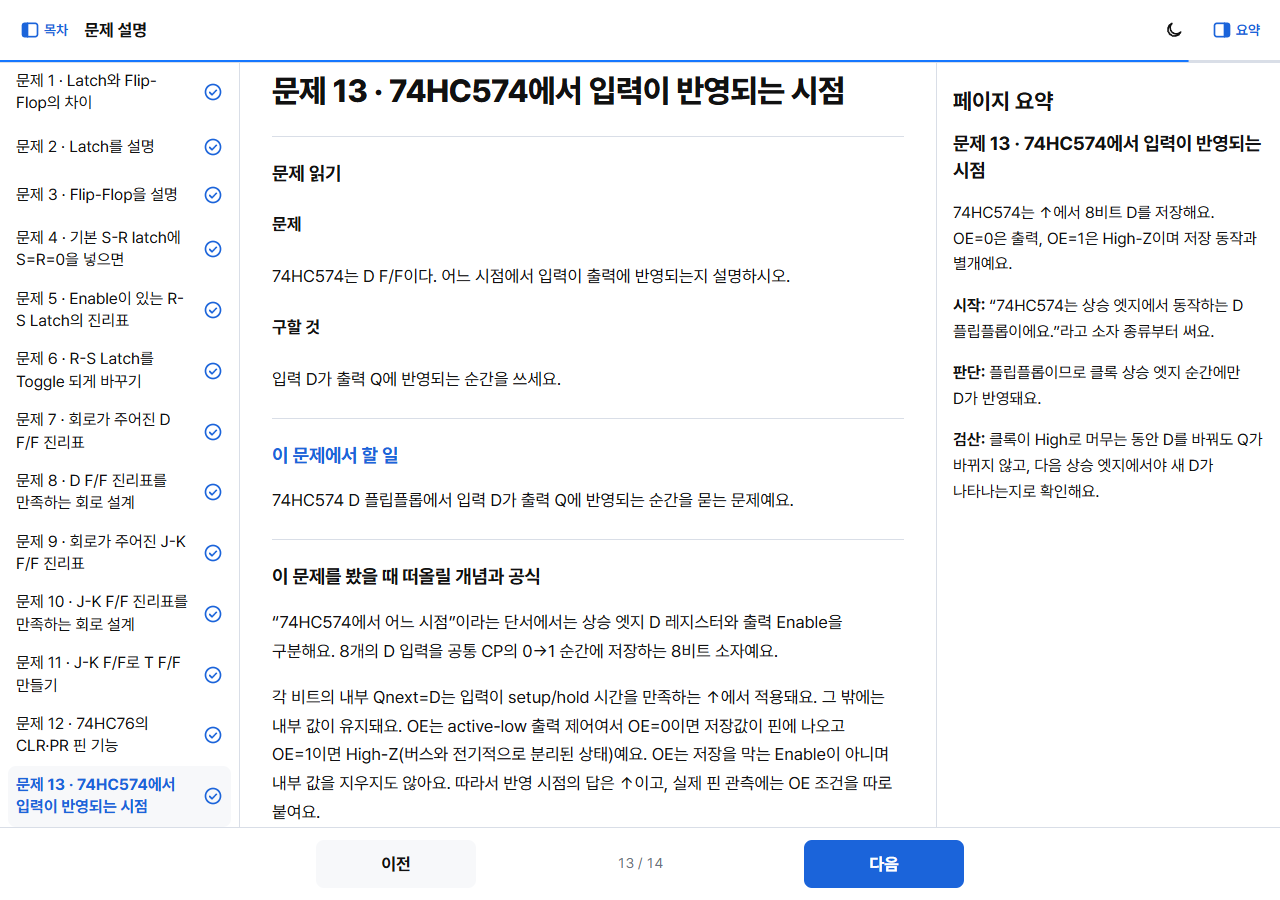 목차
문제 설명
요약
문제 1 · Latch와 Flip-
Flop의 차이
문제 2 · Latch를 설명
문제 3 · Flip-Flop을 설명
문제 4 · 기본 S-R latch에
S=R=0을 넣으면
문제 5 · Enable이 있는 R-
S Latch의 진리표
문제 6 · R-S Latch를
Toggle 되게 바꾸기
문제 7 · 회로가 주어진 D
F/F 진리표
문제 8 · D F/F 진리표를
만족하는 회로 설계
문제 9 · 회로가 주어진 J-K
F/F 진리표
문제 10 · J-K F/F 진리표를
만족하는 회로 설계
문제 11 · J-K F/F로 T F/F
만들기
문제 12 · 74HC76의
CLR·PR 핀 기능
문제 13 · 74HC574에서
입력이 반영되는 시점
문제 13 · 74HC574에서 입력이 반영되는 시점
문제 읽기
문제
74HC574는 D F/F이다. 어느 시점에서 입력이 출력에 반영되는지 설명하시오.
구할 것
입력 D가 출력 Q에 반영되는 순간을 쓰세요.
이 문제에서 할 일
74HC574 D 플립플롭에서 입력 D가 출력 Q에 반영되는 순간을 묻는 문제예요.
이 문제를 봤을 때 떠올릴 개념과 공식
“74HC574에서 어느 시점”이라는 단서에서는 상승 엣지 D 레지스터와 출력 Enable을
구분해요. 8개의 D 입력을 공통 CP의 0→1 순간에 저장하는 8비트 소자예요.
각 비트의 내부 Qnext=D는 입력이 setup/hold 시간을 만족하는 ↑에서 적용돼요. 그 밖에는
내부 값이 유지돼요. OE는 active-low 출력 제어여서 OE=0이면 저장값이 핀에 나오고
OE=1이면 High-Z(버스와 전기적으로 분리된 상태)예요. OE는 저장을 막는 Enable이 아니며
내부 값을 지우지도 않아요. 따라서 반영 시점의 답은 ↑이고, 실제 핀 관측에는 OE 조건을 따로
붙여요.
페이지 요약
문제 13 · 74HC574에서 입력이 반영되는
시점
74HC574는 ↑에서 8비트 D를 저장해요.
OE=0은 출력, OE=1은 High-Z이며 저장 동작과
별개예요.
시작: “74HC574는 상승 엣지에서 동작하는 D
플립플롭이에요.”라고 소자 종류부터 써요.
판단: 플립플롭이므로 클록 상승 엣지 순간에만
D가 반영돼요.
검산: 클록이 High로 머무는 동안 D를 바꿔도 Q가
바뀌지 않고, 다음 상승 엣지에서야 새 D가
나타나는지로 확인해요.
이전
13 / 14
다음